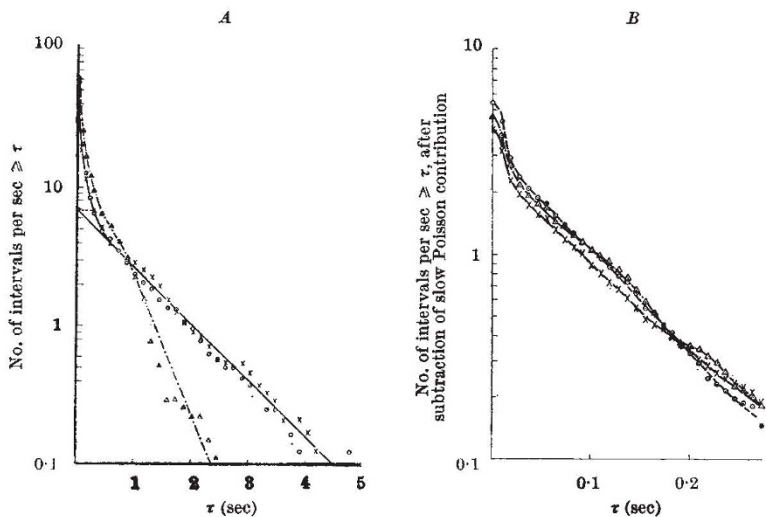 A
100
10
1
0·1
No. of intervals per sec ⩾ τ
1 2 3 4 5
τ (sec)
B
10
1
0·1
No. of intervals per sec ⩾ τ, after
subtraction of slow Poisson contribution
0·1 0·2
τ (sec)